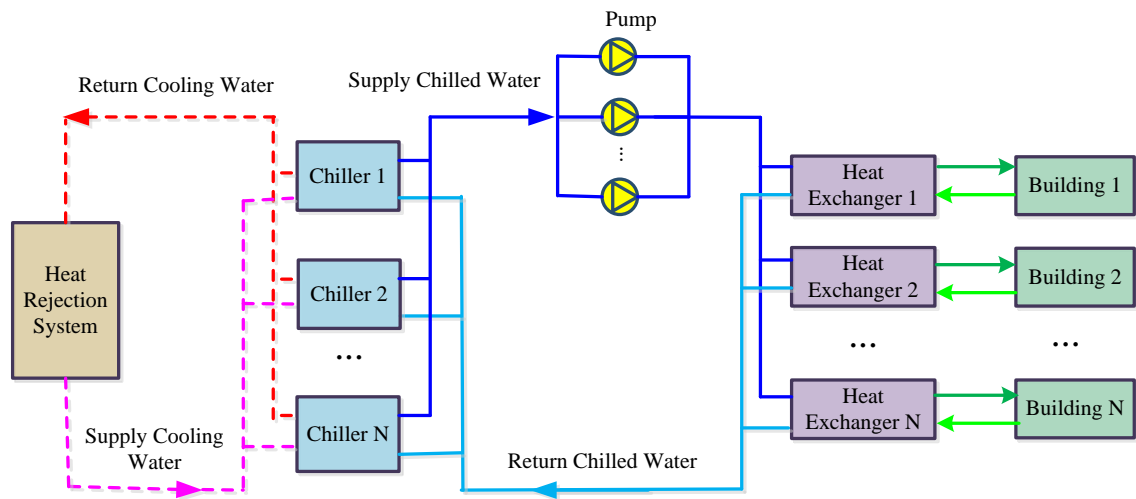 Pump
Return Cooling Water
Supply Chilled Water
Chiller 1
Heat
Exchanger 1
Building 1
Heat
Rejection
System
Chiller 2
Heat
Exchanger 2
Building 2
...
...
...
...
Chiller N
Heat
Exchanger N
Building N
Supply Cooling
Water
Return Chilled Water